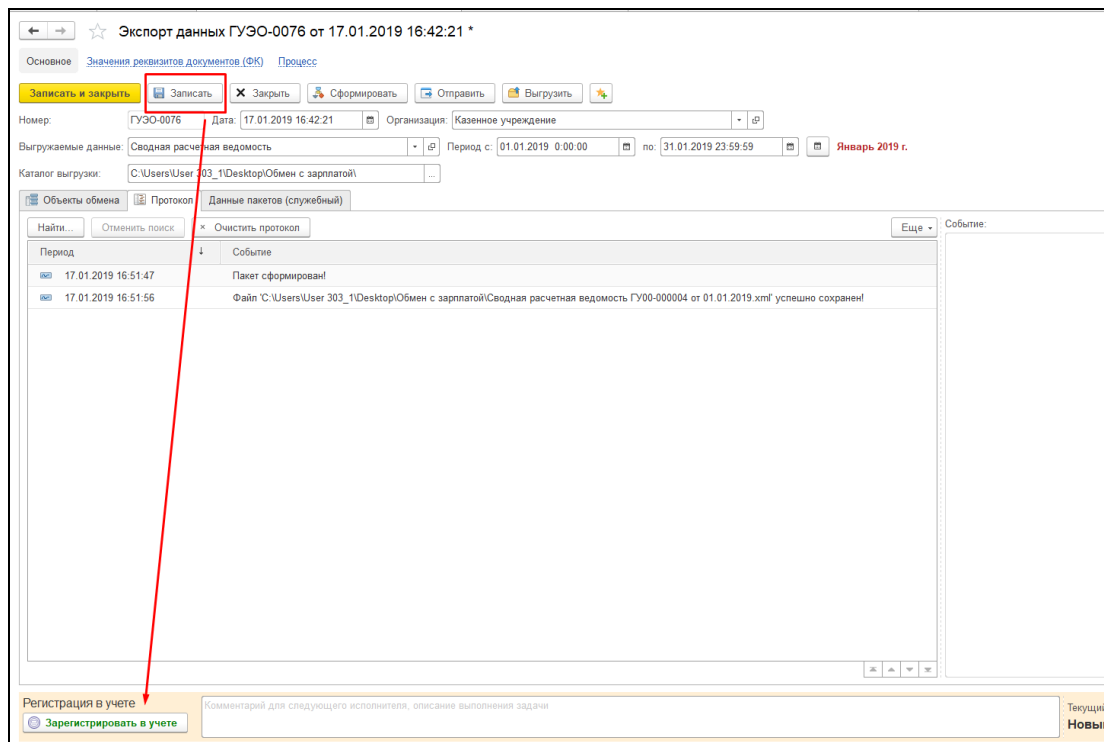 Экспорт данных ГУЭО-0076 от 17.01.2019 16:42:21 *
Основное Значения реквизитов документов (ФК) Процесс
Записать и закрыть Записать Закрыть Сформировать Отправить Выгрузить
Номер: ГУЭО-0076 Дата: 17.01.2019 16:42:21 Организация: Казенное учреждение
Выгружаемые данные: Сводная расчетная ведомость Период с: 01.01.2019 0:00:00 по: 31.01.2019 23:59:59 Январь 2019 г.
Каталог выгрузки: C:\Users\User 303_1\Desktop\Обмен с зарплатой\ ...
Объекты обмена Протокол Данные пакетов (служебный)
Найти... Отменить поиск × Очистить протокол Еще Событие:
Период ↓ Событие
17.01.2019 16:51:47 Пакет сформирован!
17.01.2019 16:51:56 Файл 'C:\Users\User 303_1\Desktop\Обмен с зарплатой\Сводная расчетная ведомость ГУ00-000004 от 01.01.2019.xml' успешно сохранен!
Регистрация в учете
Комментарий для следующего исполнителя, описание выполнения задачи
Текущий
Зарегистрировать в учете
Новы